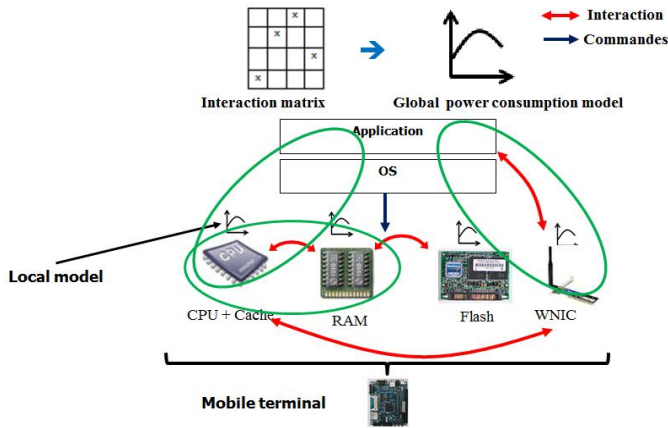 x
x
x
x
Interaction
Commandes
Interaction matrix
Global power consumption model
Application
OS
Local model
CPU
CPU + Cache
RAM
Flash
WNIC
Mobile terminal